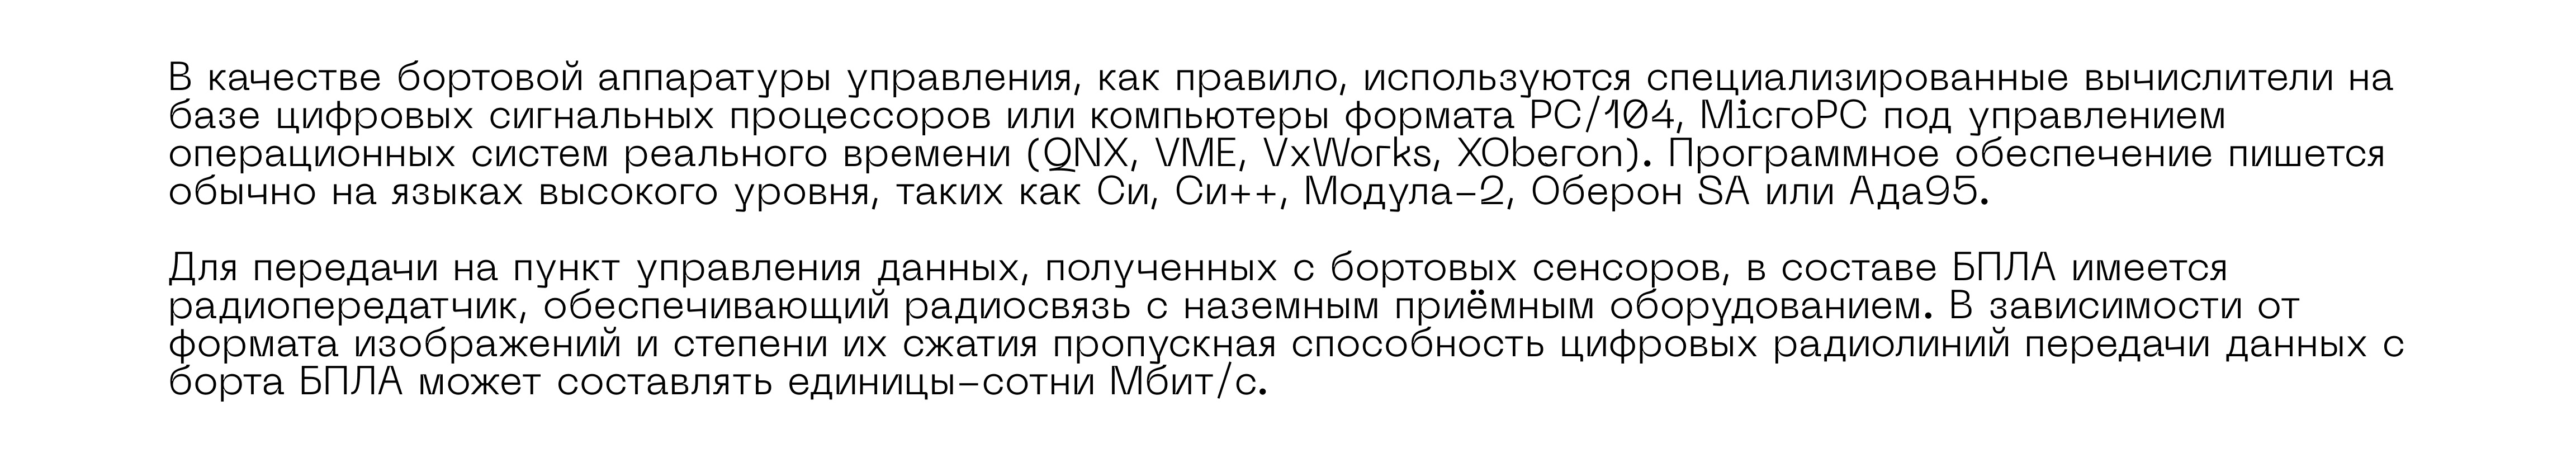 В качестве бортовой аппаратуры управления, как правило, используются специализированные вычислители на
базе цифровых сигнальных процессоров или компьютеры формата PC/104, MicroPC под управлением
операционных систем реального времени (QNX, VME, VxWorks, XOberon). Программное обеспечение пишется
обычно на языках высокого уровня, таких как Си, Си++, Модула-2, Оберон SA или Ада95.
Для передачи на пункт управления данных, полученных с бортовых сенсоров, в составе БПЛА имеется
радиопередатчик, обеспечивающий радиосвязь с наземным приёмным оборудованием. В зависимости от
формата изображений и степени их сжатия пропускная способность цифровых радиолиний передачи данных с
борта БПЛА может составлять единицы-сотни Мбит/с.